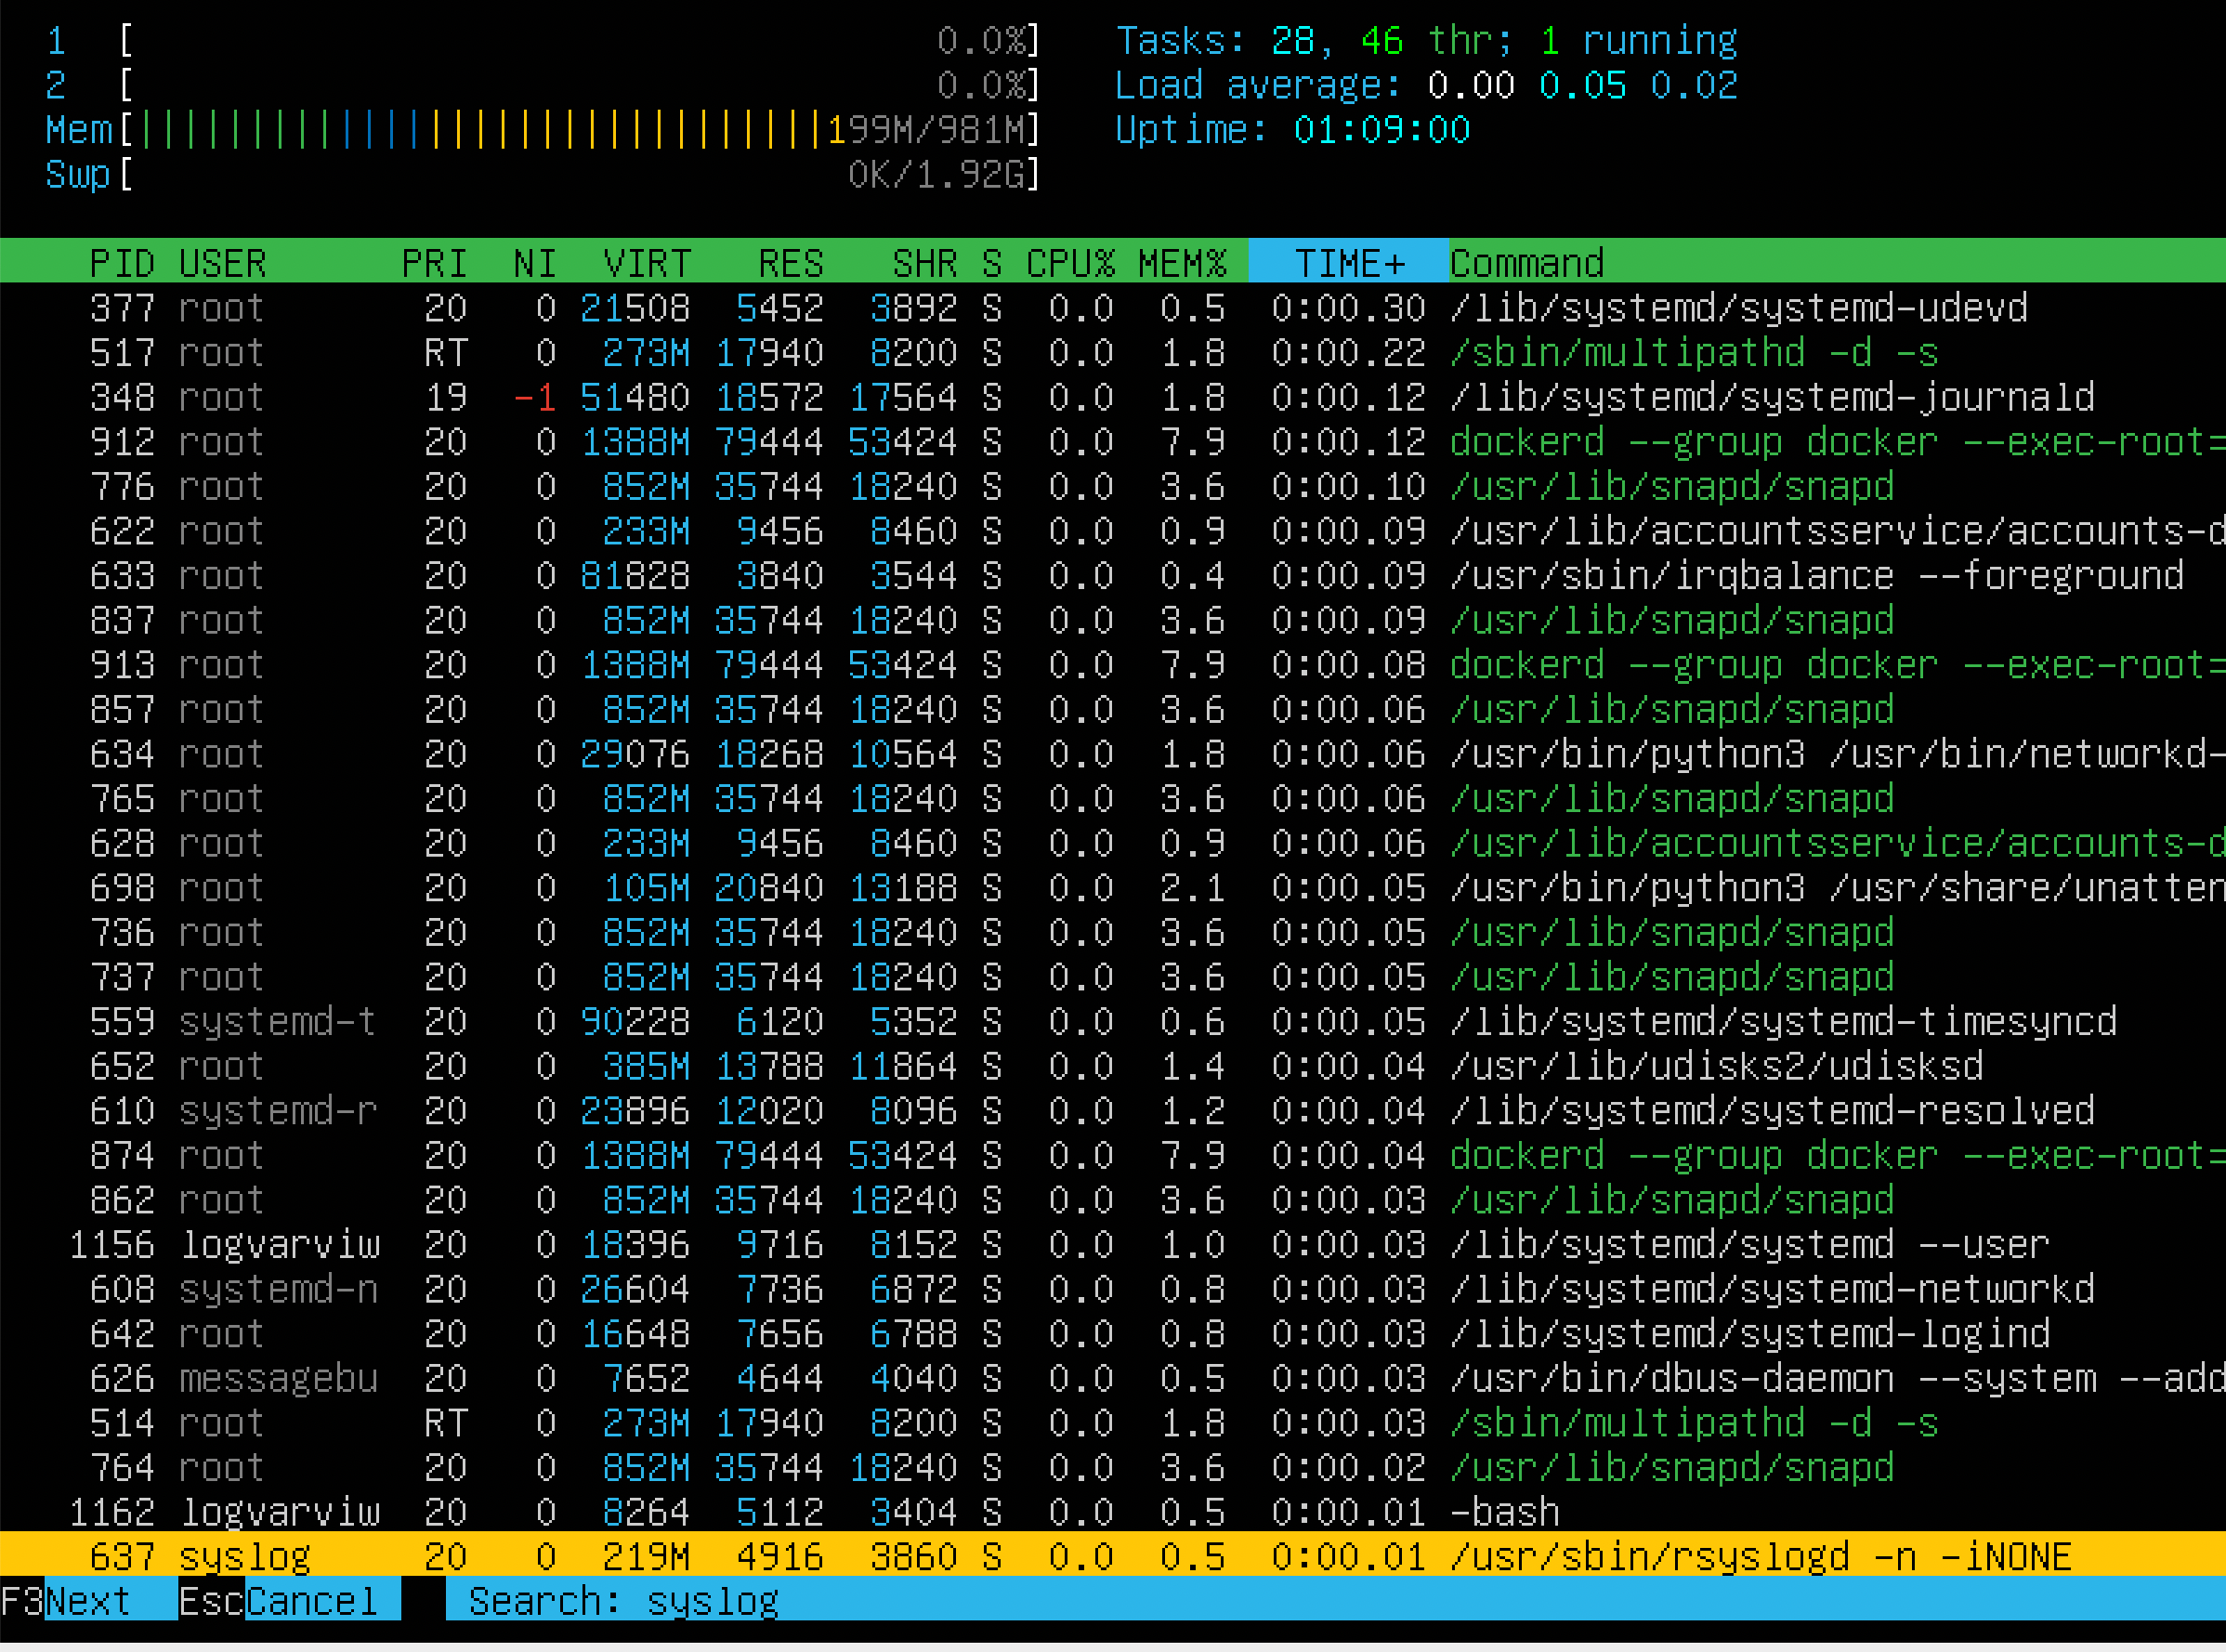 1 [ 0.0%] Tasks: 28, 46 thr; 1 running
2 [ 0.0%] Load average: 0.00 0.05 0.02
Mem[|||||||||||||||||||||||||||||||199M/981M] Uptime: 01:09:00
Swp[ 0K/1.92G]
PID USER PRI NI VIRT RES SHR S CPU% MEM% TIME+ Command
377 root 20 0 21508 5452 3892 S 0.0 0.5 0:00.30 /lib/systemd/systemd-udevd
517 root RT 0 273M 17940 8200 S 0.0 1.8 0:00.22 /sbin/multipathd -d -s
348 root 19 -1 51480 18572 17564 S 0.0 1.8 0:00.12 /lib/systemd/systemd-journald
912 root 20 0 1388M 79444 53424 S 0.0 7.9 0:00.12 dockerd --group docker --exec-root=
776 root 20 0 852M 35744 18240 S 0.0 3.6 0:00.10 /usr/lib/snapd/snapd
622 root 20 0 233M 9456 8460 S 0.0 0.9 0:00.09 /usr/lib/accountsservice/accounts-d
633 root 20 0 81828 3840 3544 S 0.0 0.4 0:00.09 /usr/sbin/irqbalance --foreground
837 root 20 0 852M 35744 18240 S 0.0 3.6 0:00.09 /usr/lib/snapd/snapd
913 root 20 0 1388M 79444 53424 S 0.0 7.9 0:00.08 dockerd --group docker --exec-root=
857 root 20 0 852M 35744 18240 S 0.0 3.6 0:00.06 /usr/lib/snapd/snapd
634 root 20 0 29076 18268 10564 S 0.0 1.8 0:00.06 /usr/bin/python3 /usr/bin/networkd-
765 root 20 0 852M 35744 18240 S 0.0 3.6 0:00.06 /usr/lib/snapd/snapd
628 root 20 0 233M 9456 8460 S 0.0 0.9 0:00.06 /usr/lib/accountsservice/accounts-d
698 root 20 0 105M 20840 13188 S 0.0 2.1 0:00.05 /usr/bin/python3 /usr/share/unatten
736 root 20 0 852M 35744 18240 S 0.0 3.6 0:00.05 /usr/lib/snapd/snapd
737 root 20 0 852M 35744 18240 S 0.0 3.6 0:00.05 /usr/lib/snapd/snapd
559 systemd-t 20 0 90228 6120 5352 S 0.0 0.6 0:00.05 /lib/systemd/systemd-timesyncd
652 root 20 0 385M 13788 11864 S 0.0 1.4 0:00.04 /usr/lib/udisks2/udisksd
610 systemd-r 20 0 23896 12020 8096 S 0.0 1.2 0:00.04 /lib/systemd/systemd-resolved
874 root 20 0 1388M 79444 53424 S 0.0 7.9 0:00.04 dockerd --group docker --exec-root=
862 root 20 0 852M 35744 18240 S 0.0 3.6 0:00.03 /usr/lib/snapd/snapd
1156 logvarviw 20 0 18396 9716 8152 S 0.0 1.0 0:00.03 /lib/systemd/systemd --user
608 systemd-n 20 0 26604 7736 6872 S 0.0 0.8 0:00.03 /lib/systemd/systemd-networkd
642 root 20 0 16648 7656 6788 S 0.0 0.8 0:00.03 /lib/systemd/systemd-logind
626 messagebu 20 0 7652 4644 4040 S 0.0 0.5 0:00.03 /usr/bin/dbus-daemon --system --add
514 root RT 0 273M 17940 8200 S 0.0 1.8 0:00.03 /sbin/multipathd -d -s
764 root 20 0 852M 35744 18240 S 0.0 3.6 0:00.02 /usr/lib/snapd/snapd
1162 logvarviw 20 0 8264 5112 3404 S 0.0 0.5 0:00.01 -bash
637 syslog 20 0 219M 4916 3860 S 0.0 0.5 0:00.01 /usr/sbin/rsyslogd -n -iNONE
F3Next EscCancel Search: syslog